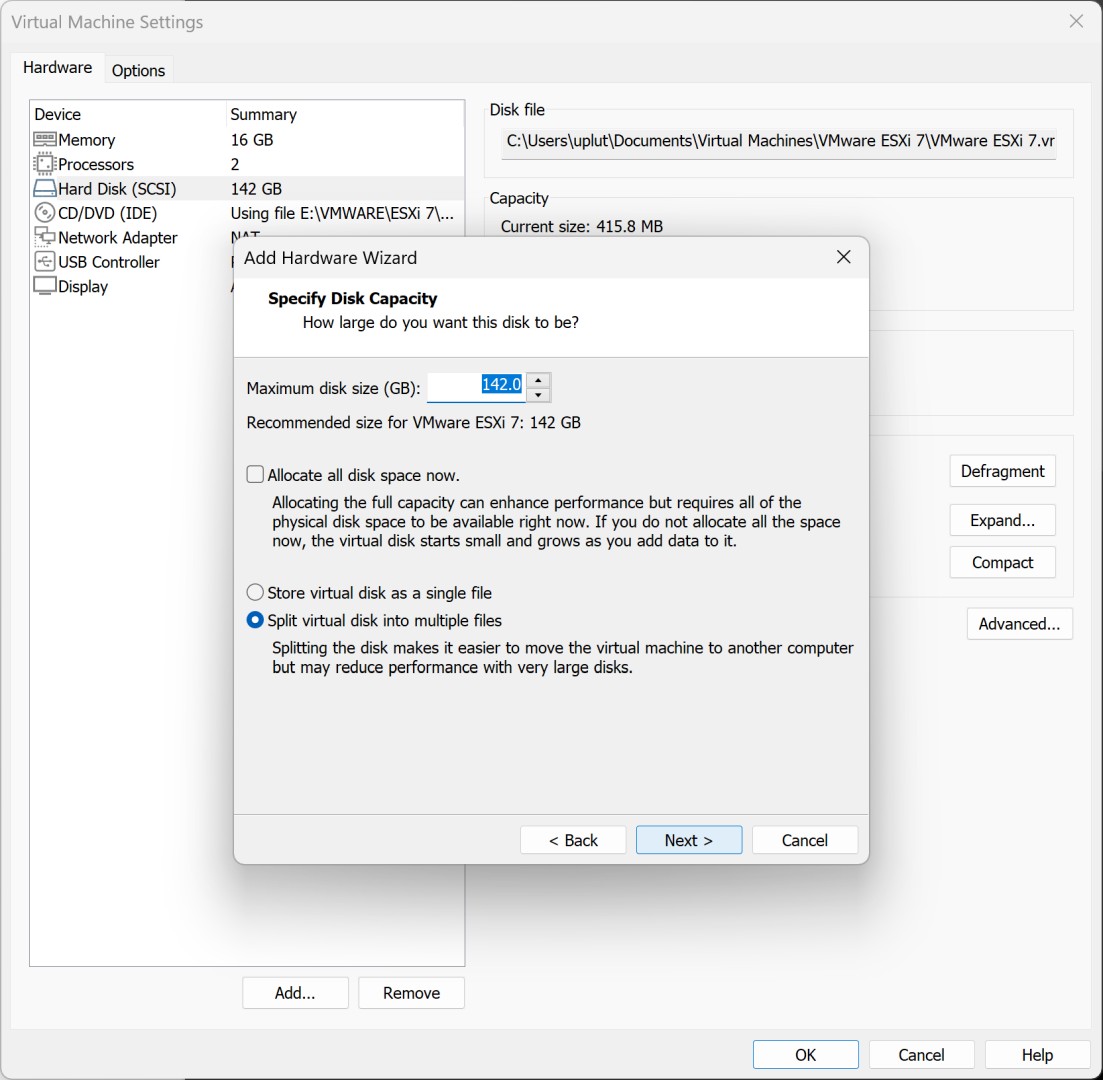 Virtual Machine Settings
Hardware
Options
Device Summary
Memory 16 GB
Processors 2
Hard Disk (SCSI) 142 GB
CD/DVD (IDE) Using file E:\VMWARE\ESXi 7\...
Network Adapter NAT
USB Controller
Display
Disk file
C:\Users\uplut\Documents\Virtual Machines\VMware ESXi 7\VMware ESXi 7.vr
Capacity
Current size: 415.8 MB
Add Hardware Wizard
Specify Disk Capacity
How large do you want this disk to be?
Maximum disk size (GB): 142.0
Recommended size for VMware ESXi 7: 142 GB
Allocate all disk space now.
Allocating the full capacity can enhance performance but requires all of the
physical disk space to be available right now. If you do not allocate all the space
now, the virtual disk starts small and grows as you add data to it.
Store virtual disk as a single file
Split virtual disk into multiple files
Splitting the disk makes it easier to move the virtual machine to another computer
but may reduce performance with very large disks.
< Back
Next >
Cancel
Defragment
Expand...
Compact
Advanced...
Add...
Remove
OK
Cancel
Help